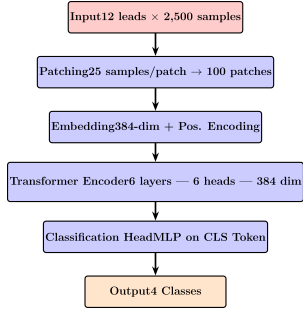 Input12 leads × 2,500 samples
Patching25 samples/patch → 100 patches
Embedding384-dim + Pos. Encoding
Transformer Encoder6 layers — 6 heads — 384 dim
Classification HeadMLP on CLS Token
Output4 Classes